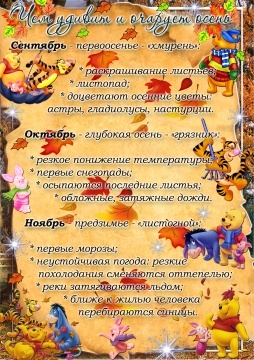 Чем удивит и очарует осень
Сентябрь - первоосенье - «хмурень»:
* раскрашивание листьев;
* листопад;
* доцветают осенние цветы:
астры, гладиолусы, настурции.
Октябрь - глубокая осень - «грязник»:
* резкое понижение температуры;
* первые снегопады;
* осыпаются последние листья;
* обложные, затяжные дожди.
Ноябрь - предзимье - «листогной»:
* первые морозы;
* неустойчивая погода: резкие
похолодания сменяются оттепелью;
* реки затягиваются льдом;
* ближе к жилью человека
перебираются синицы.